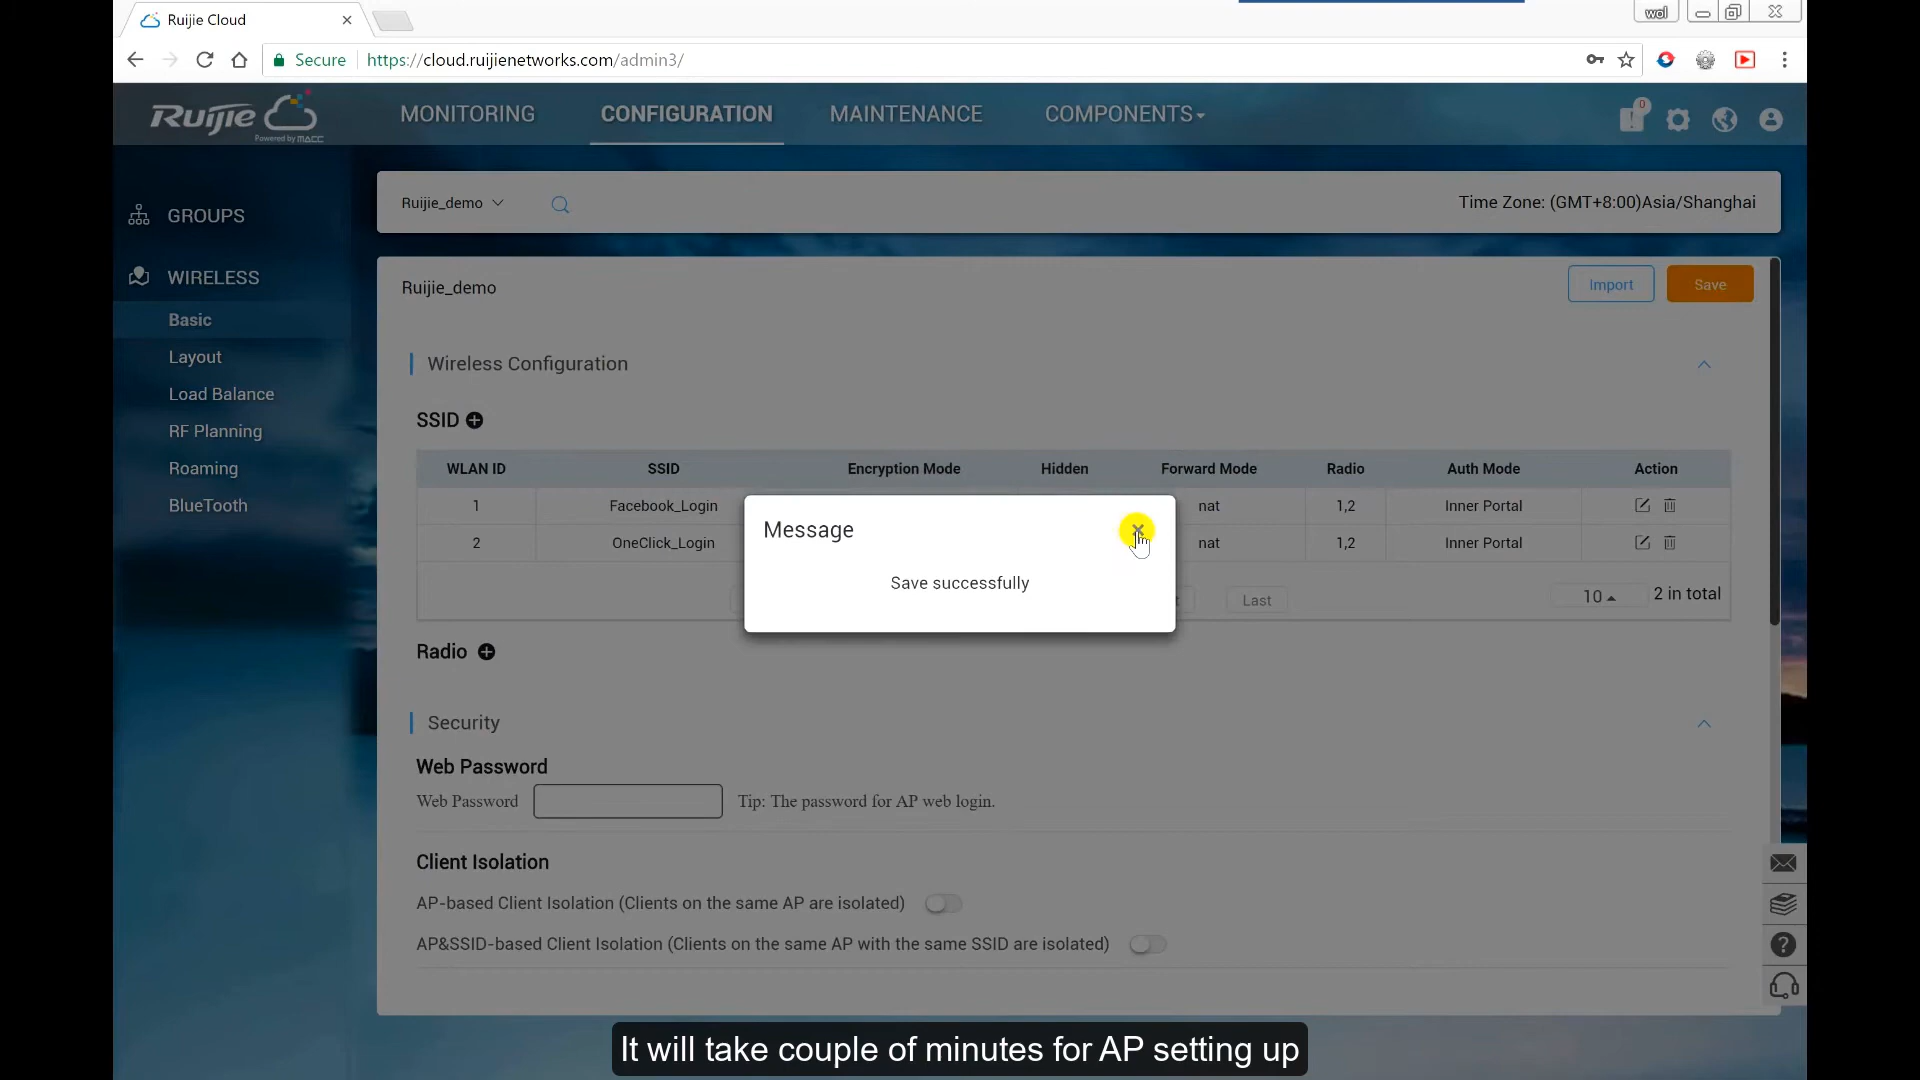 Ruijie Cloud
wol
Secure https://cloud.ruijienetworks.com/admin3/
Ruijie
Powered by MACC
MONITORING CONFIGURATION MAINTENANCE COMPONENTS
0
GROUPS
WIRELESS
Basic
Layout
Load Balance
RF Planning
Roaming
BlueTooth
Ruijie_demo
Time Zone: (GMT+8:00)Asia/Shanghai
Ruijie_demo
Import Save
Wireless Configuration
SSID
WLAN ID SSID Encryption Mode Hidden Forward Mode Radio Auth Mode Action
1 Facebook_Login nat 1,2 Inner Portal
2 OneClick_Login nat 1,2 Inner Portal
Last 10 2 in total
Message
Save successfully
Radio
Security
Web Password
Web Password Tip: The password for AP web login.
Client Isolation
AP-based Client Isolation (Clients on the same AP are isolated)
AP&SSID-based Client Isolation (Clients on the same AP with the same SSID are isolated)
It will take couple of minutes for AP setting up